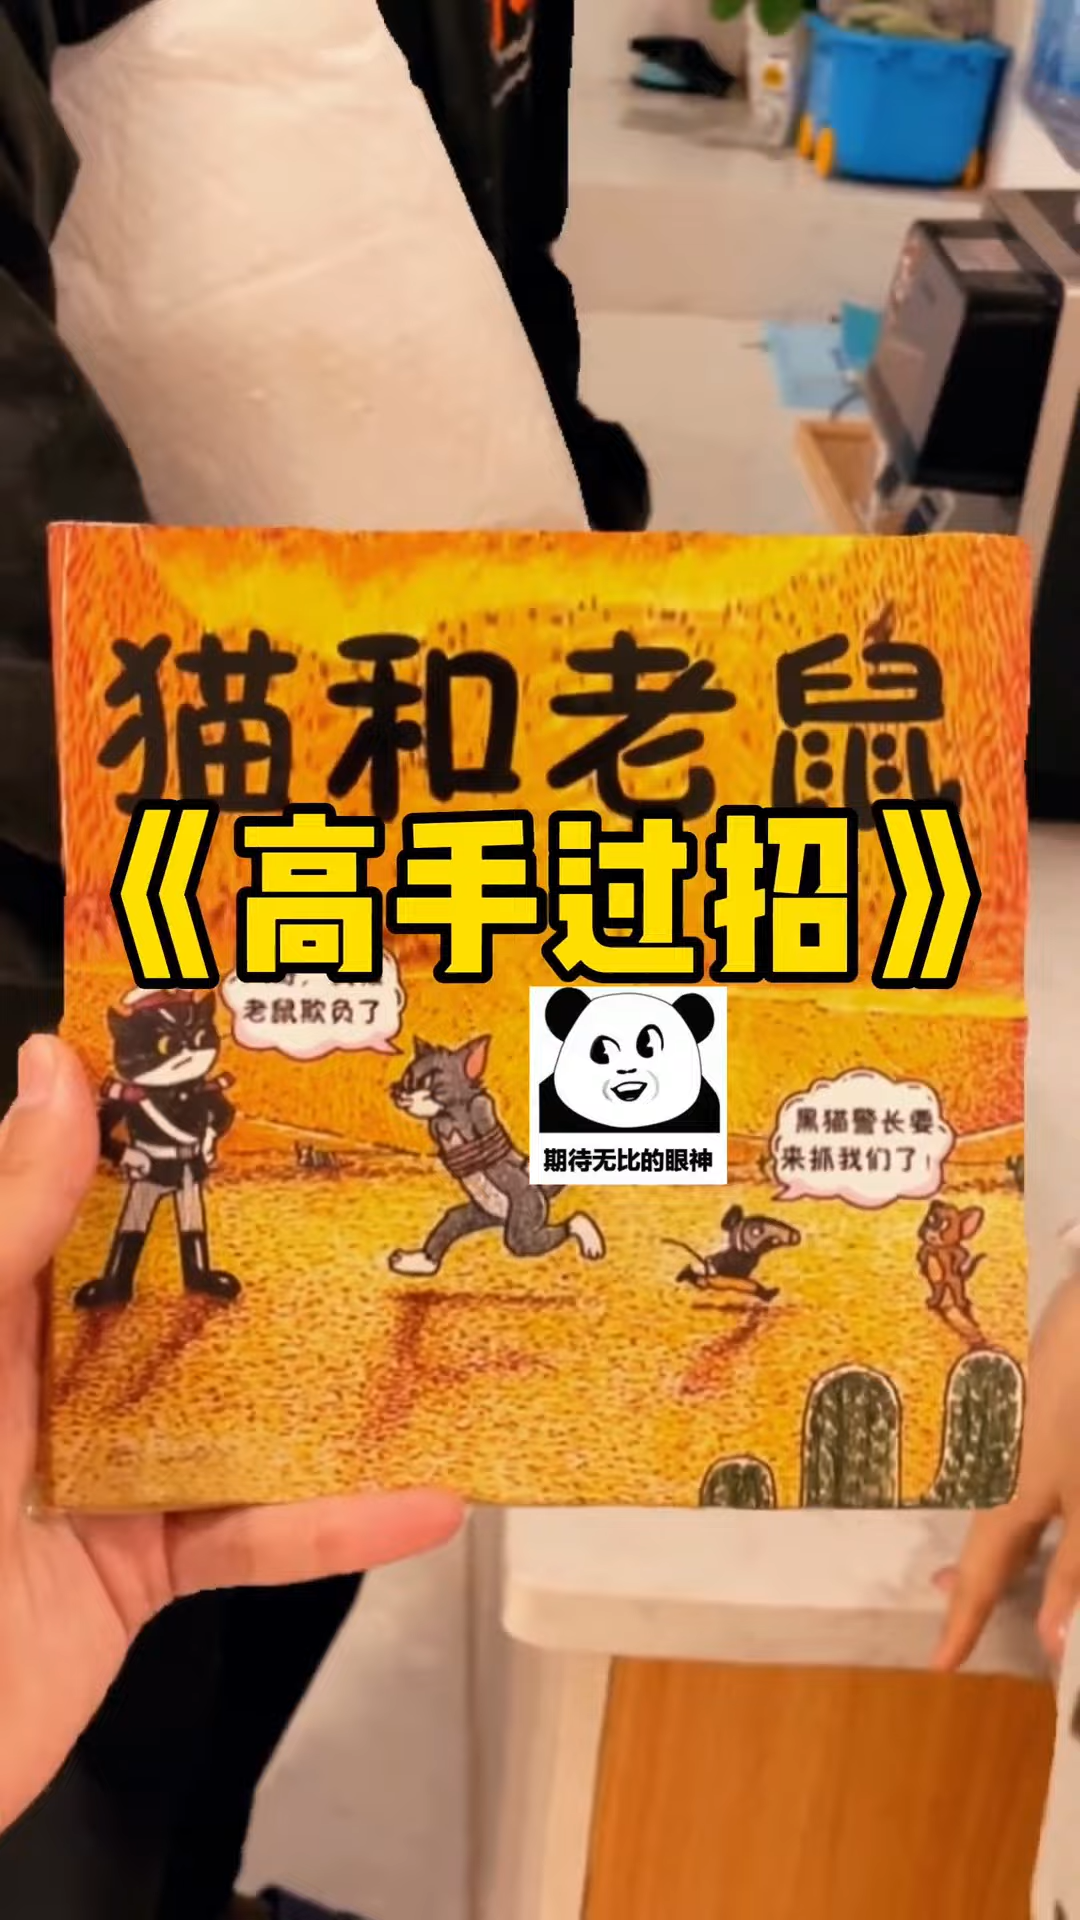 猫和老鼠
《高手过招》
老鼠欺负了
期待无比的眼神
黑猫警长要
来抓我们了!